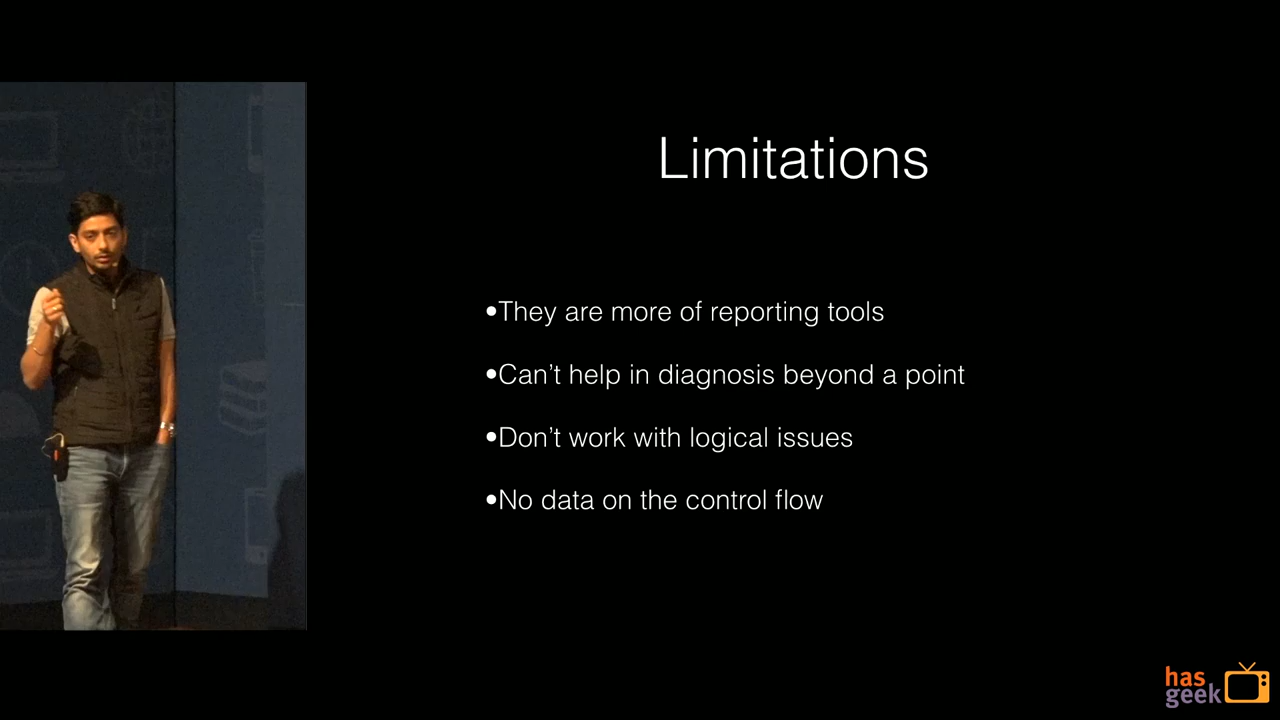 Limitations
•They are more of reporting tools
•Can’t help in diagnosis beyond a point
•Don’t work with logical issues
•No data on the control flow
has
geek